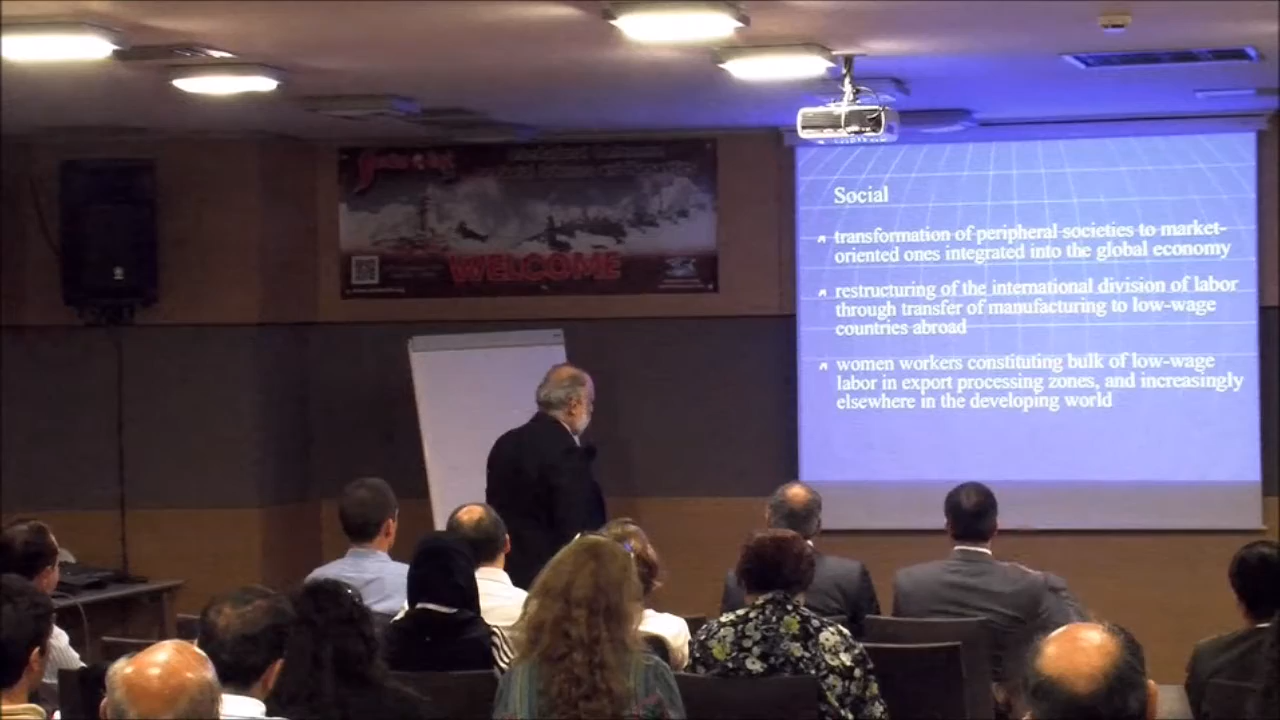 WELCOME
Social
transformation of peripheral societies to market-
oriented ones integrated into the global economy
restructuring of the international division of labor
through transfer of manufacturing to low-wage
countries abroad
women workers constituting bulk of low-wage
labor in export processing zones, and increasingly
elsewhere in the developing world